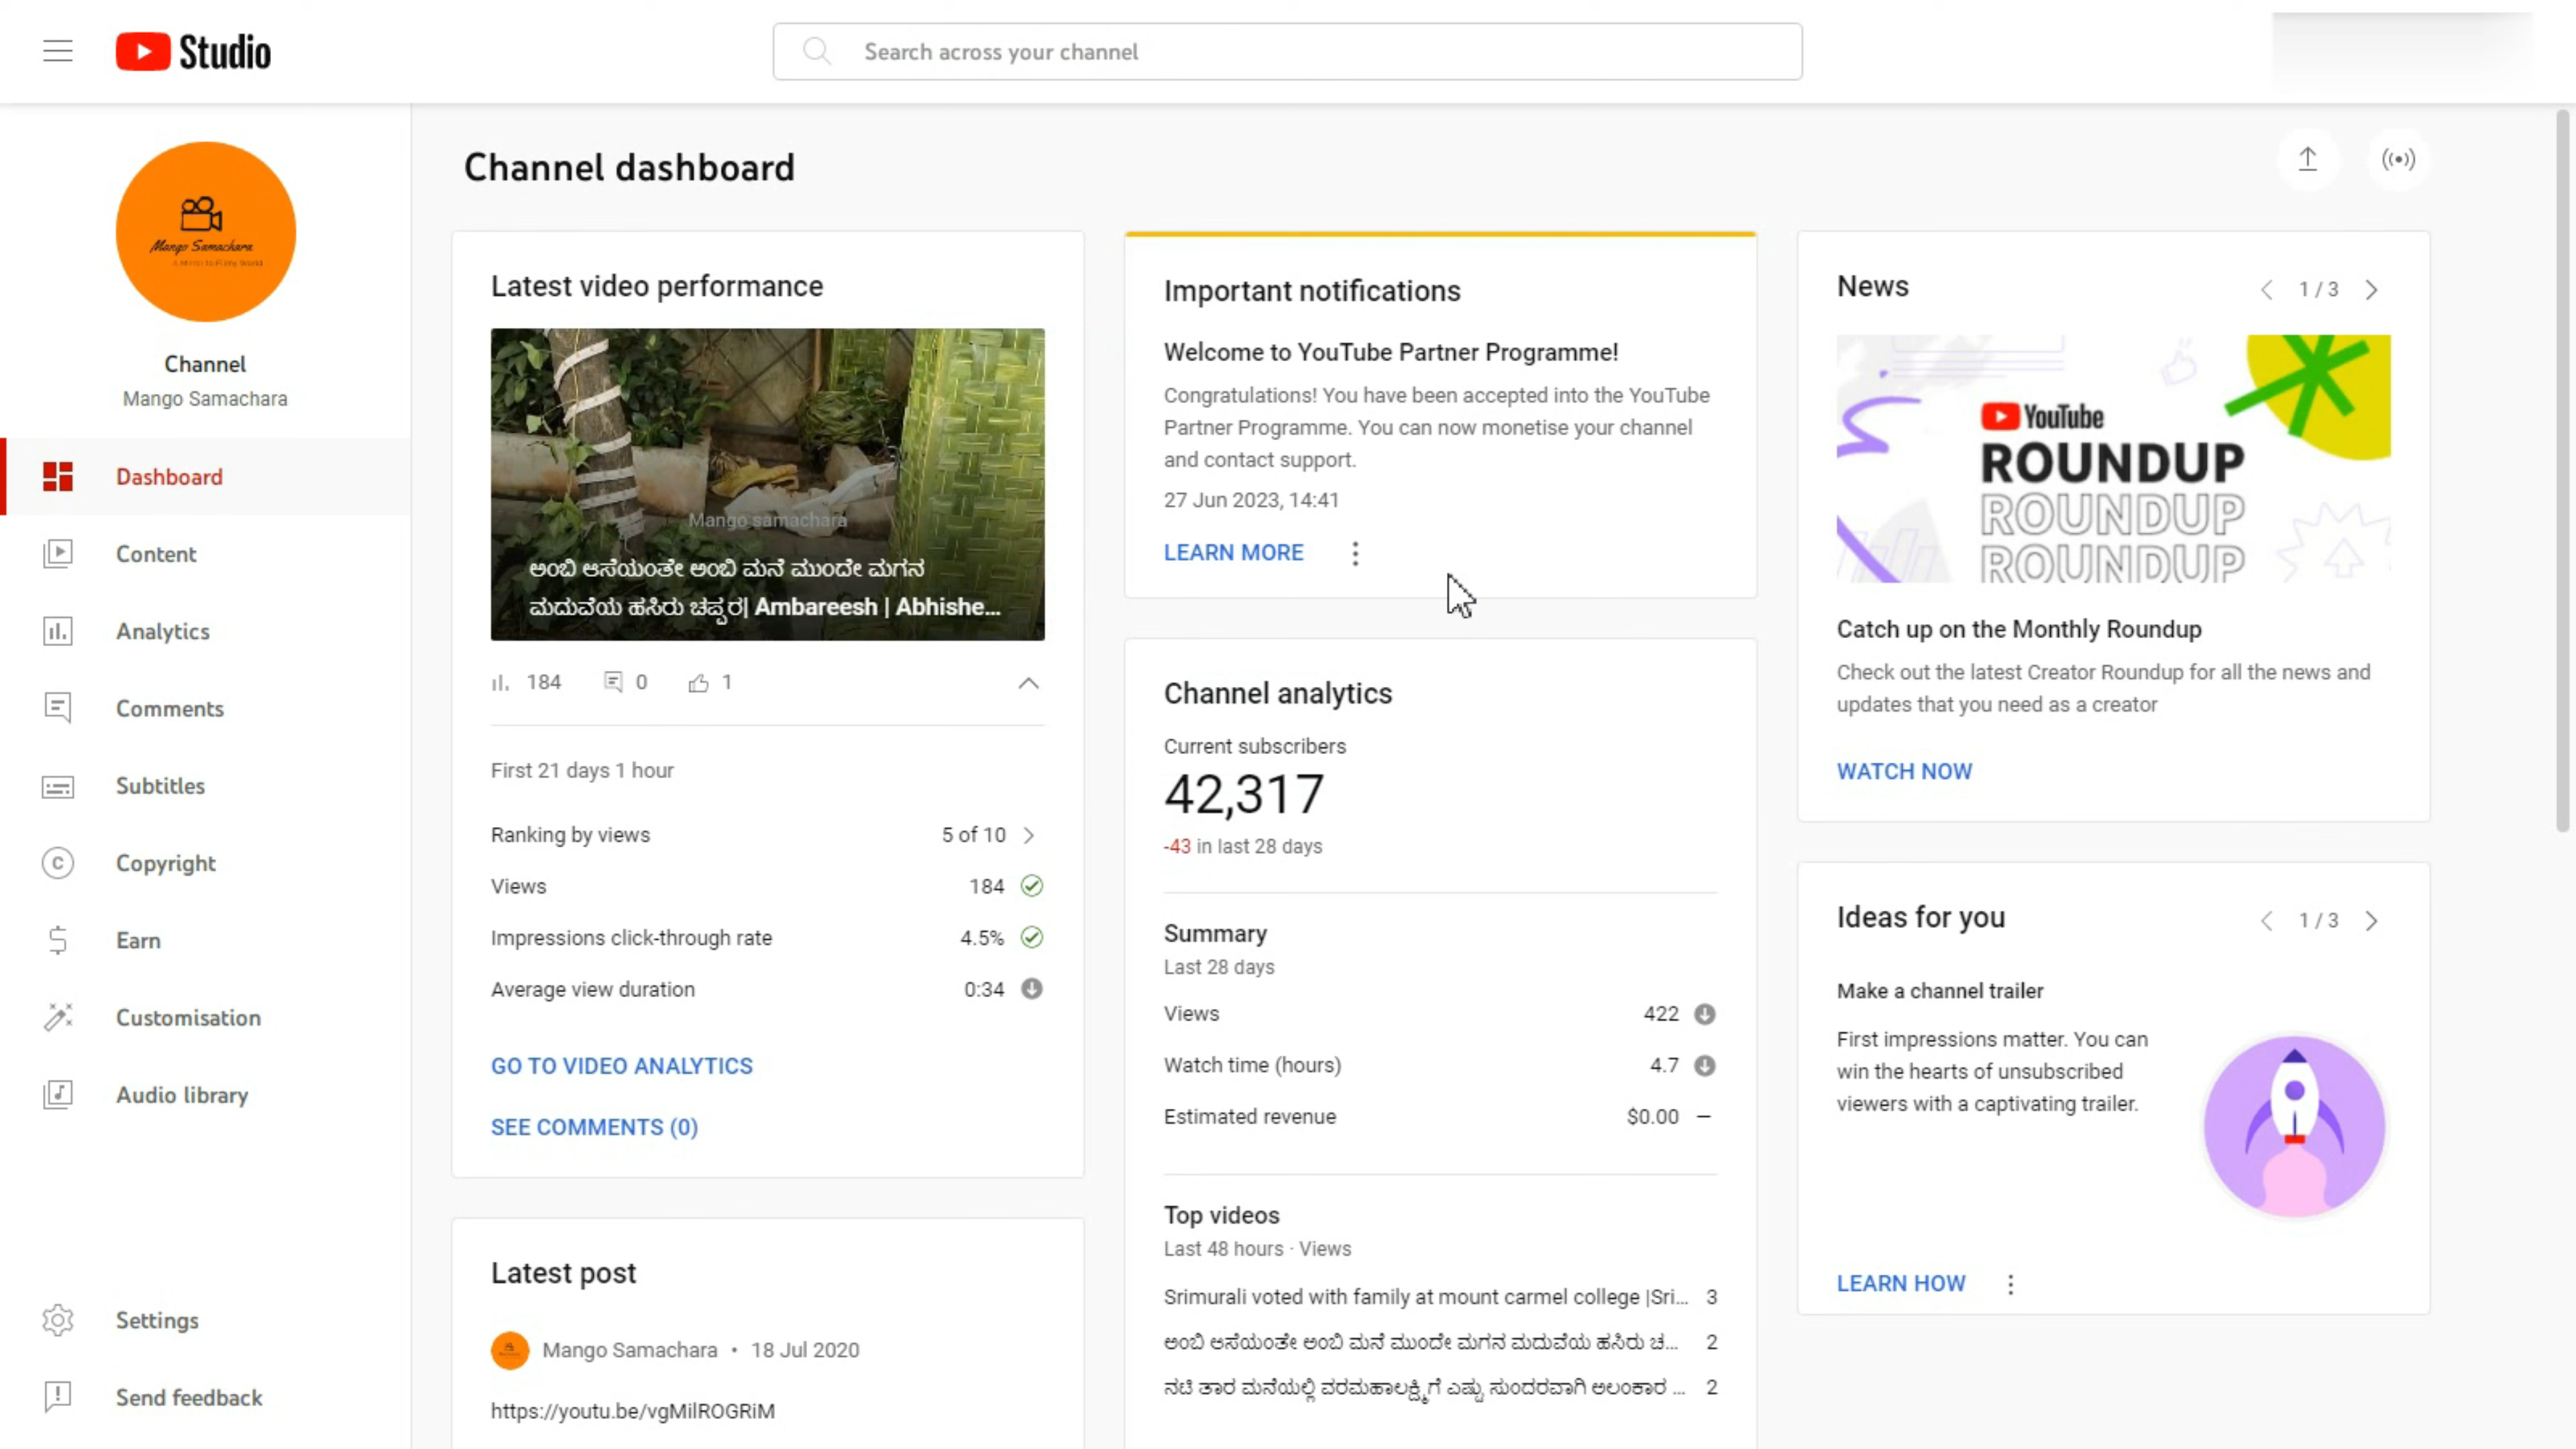 Studio
Search across your channel
Mango Samachara
Channel
Mango Samachara
Dashboard
Content
Analytics
Comments
Subtitles
Copyright
Earn
Customisation
Audio library
Settings
Send feedback
Channel dashboard
Latest video performance
Mango samachara
ಅಂಬಿ ಆಸೆಯಂತೇ ಅಂಬಿ ಮನೆ ಮುಂದೇ ಮಗನ
ಮದುವೆಯ ಹಸಿರು ಚಪ್ಪರ| Ambareesh | Abhishe...
184
0
1
First 21 days 1 hour
Ranking by views 5 of 10
Views 184
Impressions click-through rate 4.5%
Average view duration 0:34
GO TO VIDEO ANALYTICS
SEE COMMENTS (0)
Latest post
Mango Samachara • 18 Jul 2020
https://youtu.be/vgMilROGRiM
Important notifications
Welcome to YouTube Partner Programme!
Congratulations! You have been accepted into the YouTube
Partner Programme. You can now monetise your channel
and contact support.
27 Jun 2023, 14:41
LEARN MORE
Channel analytics
Current subscribers
42,317
-43 in last 28 days
Summary
Last 28 days
Views 422
Watch time (hours) 4.7
Estimated revenue $0.00 —
Top videos
Last 48 hours · Views
Srimurali voted with family at mount carmel college |Sri... 3
ಅಂಬಿ ಆಸೆಯಂತೇ ಅಂಬಿ ಮನೆ ಮುಂದೇ ಮಗನ ಮದುವೆಯ ಹಸಿರು ಚ... 2
ನಟಿ ತಾರ ಮನೆಯಲ್ಲಿ ವರಮಹಾಲಕ್ಷ್ಮಿಗೆ ಎಷ್ಟು ಸುಂದರವಾಗಿ ಅಲಂಕಾರ ... 2
News
1 / 3
YouTube
ROUNDUP
ROUNDUP
ROUNDUP
Catch up on the Monthly Roundup
Check out the latest Creator Roundup for all the news and
updates that you need as a creator
WATCH NOW
Ideas for you
1 / 3
Make a channel trailer
First impressions matter. You can
win the hearts of unsubscribed
viewers with a captivating trailer.
LEARN HOW